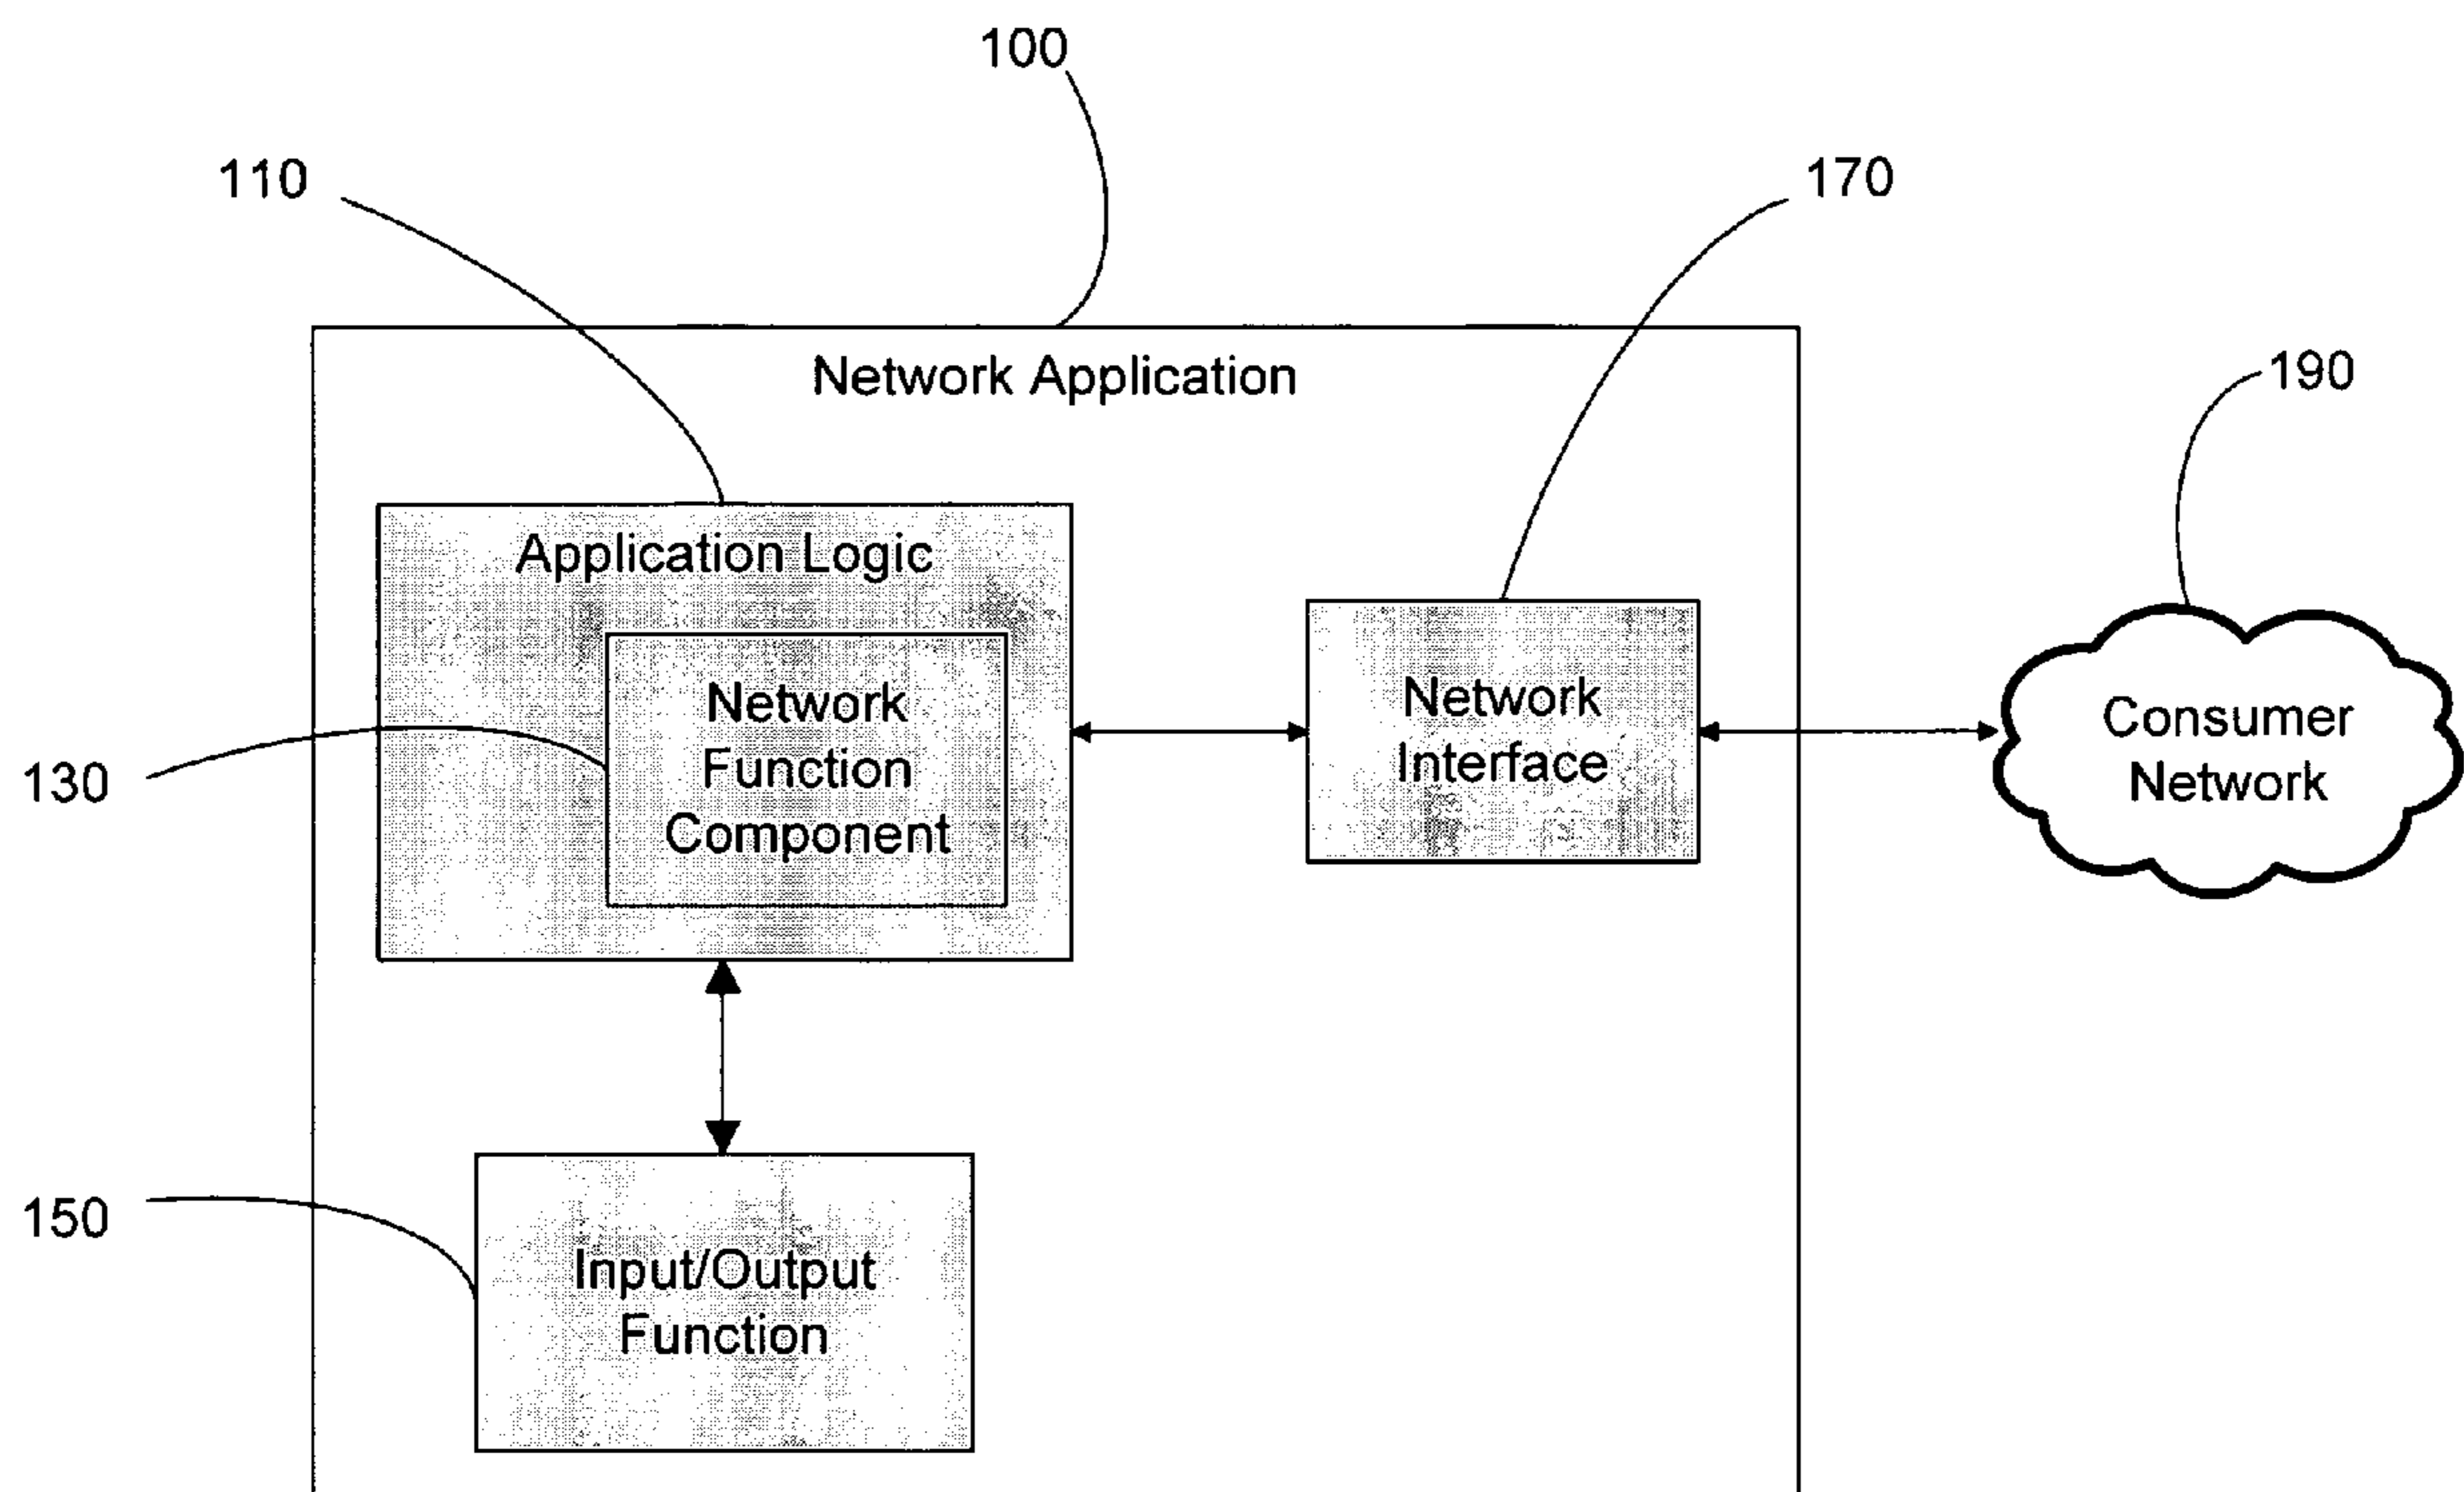 100
110
170
Network Application
190
Application Logic
Network
Function
Component
Network
Interface
Consumer
Network
130
150
Input/Output
Function